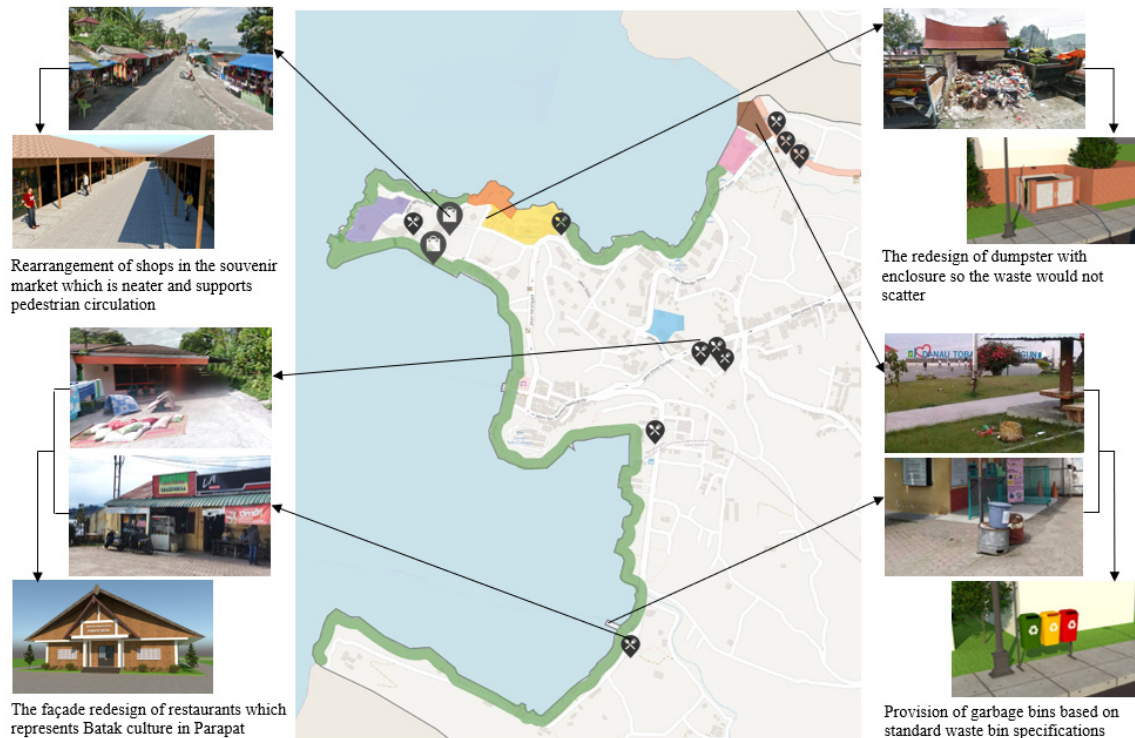 Rearrangement of shops in the souvenir
market which is neater and supports
pedestrian circulation
The redesign of dumpster with
enclosure so the waste would not
scatter
DANAU TOBA
The façade redesign of restaurants which
represents Batak culture in Parapat
Provision of garbage bins based on
standard waste bin specifications